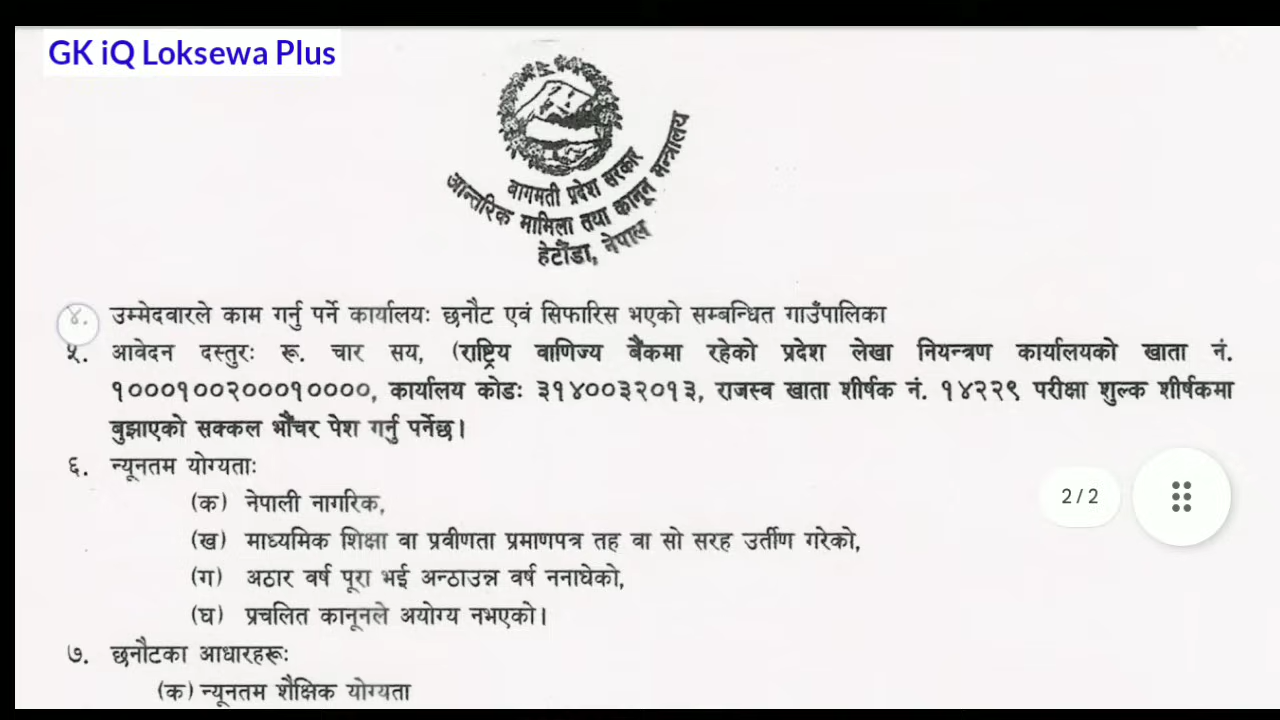 GK iQ Loksewa Plus
बागमती प्रदेश सरकार
आन्तरिक मामिला तथा कानून मन्त्रालय
हेटौंडा, नेपाल
४. उम्मेदवारले काम गर्नु पर्ने कार्यालयः छनौट एवं सिफारिस भएको सम्बन्धित गाउँपालिका
५. आवेदन दस्तुरः रू. चार सय, (राष्ट्रिय वाणिज्य बैंकमा रहेको प्रदेश लेखा नियन्त्रण कार्यालयको खाता नं.
१०००१००२०००१००००, कार्यालय कोडः ३१४००३२०१३, राजस्व खाता शीर्षक नं. १४२२९ परीक्षा शुल्क शीर्षकमा
बुझाएको सक्कल भौंचर पेश गर्नु पर्नेछ।
६. न्यूनतम योग्यताः
(क) नेपाली नागरिक,
(ख) माध्यमिक शिक्षा वा प्रवीणता प्रमाणपत्र तह वा सो सरह उर्तीण गरेको,
(ग) अठार वर्ष पूरा भई अन्ठाउन्न वर्ष ननाघेको,
(घ) प्रचलित कानूनले अयोग्य नभएको।
2 / 2
७. छनौटका आधारहरूः
(क) न्यूनतम शैक्षिक योग्यता